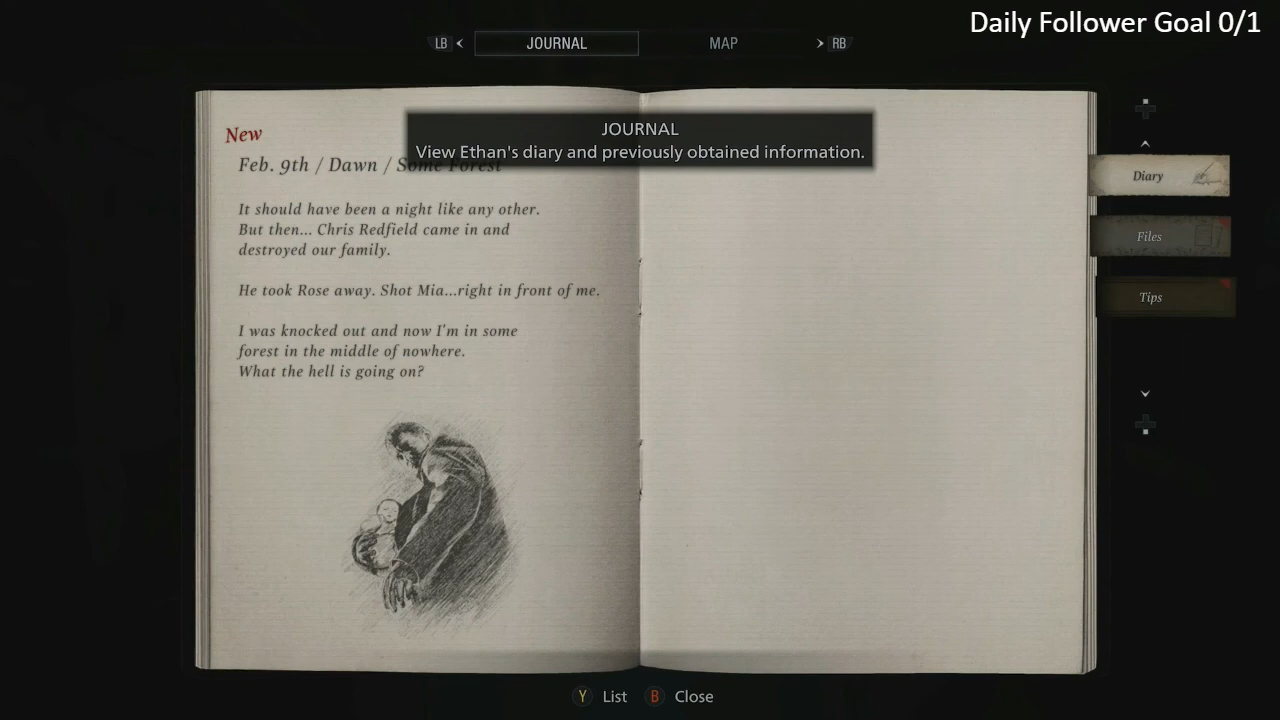 Daily Follower Goal 0/1
LB JOURNAL MAP RB
JOURNAL
View Ethan's diary and previously obtained information.
New
Feb. 9th / Dawn / Some Forest
It should have been a night like any other.
But then... Chris Redfield came in and
destroyed our family.
He took Rose away. Shot Mia...right in front of me.
I was knocked out and now I'm in some
forest in the middle of nowhere.
What the hell is going on?
Diary
Files
Tips
Y List B Close